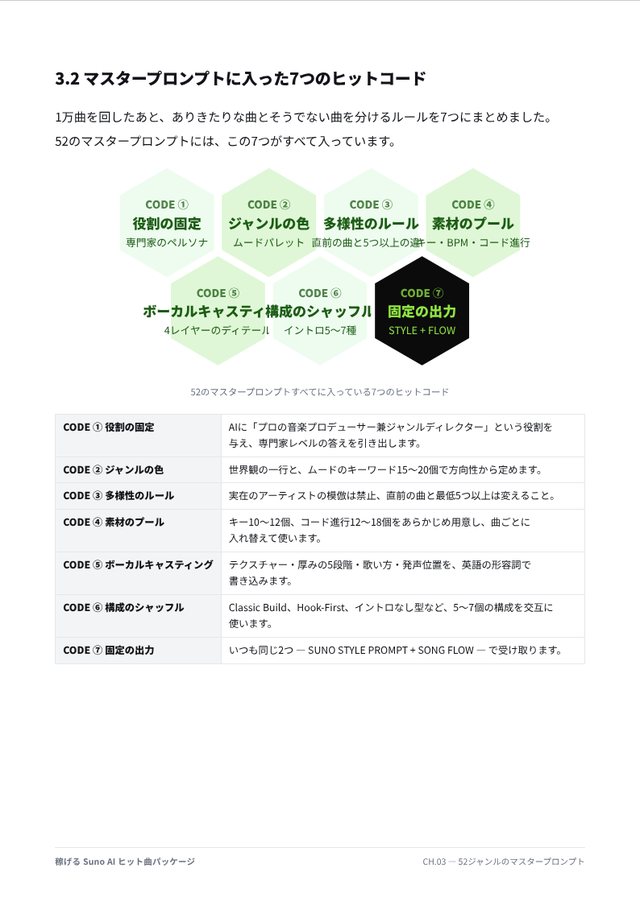 3.2 マスタープロンプトに入った7つのヒットコード
1万曲を回したあと、ありきたりな曲とそうでない曲を分けるルールを7つにまとめました。
52のマスタープロンプトには、この7つがすべて入っています。
CODE ①
役割の固定
専門家のペルソナ
CODE ②
ジャンルの色
ムードパレット
CODE ③
多様性のルール
直前の曲と5つ以上の違
CODE ④
素材のプール
キー・BPM・コード進行
CODE ⑤
ボーカルキャスティ
4レイヤーのディテール
CODE ⑥
構成のシャッフル
イントロ5〜7種
CODE ⑦
固定の出力
STYLE + FLOW
52のマスタープロンプトすべてに入っている7つのヒットコード
CODE ① 役割の固定
AIに「プロの音楽プロデューサー兼ジャンルディレクター」という役割を
与え、専門家レベルの答えを引き出します。
CODE ② ジャンルの色
世界観の一行と、ムードのキーワード15〜20個で方向性から定めます。
CODE ③ 多様性のルール
実在のアーティストの模倣は禁止、直前の曲と最低5つ以上は変えること。
CODE ④ 素材のプール
キー10〜12個、コード進行12〜18個をあらかじめ用意し、曲ごとに
入れ替えて使います。
CODE ⑤ ボーカルキャスティング
テクスチャー・厚みの5段階・歌い方・発声位置を、英語の形容詞で
書き込みます。
CODE ⑥ 構成のシャッフル
Classic Build、Hook-First、イントロなし型など、5〜7個の構成を交互に
使います。
CODE ⑦ 固定の出力
いつも同じ2つ — SUNO STYLE PROMPT + SONG FLOW — で受け取ります。
稼げる Suno AI ヒット曲パッケージ
CH.03 — 52ジャンルのマスタープロンプト